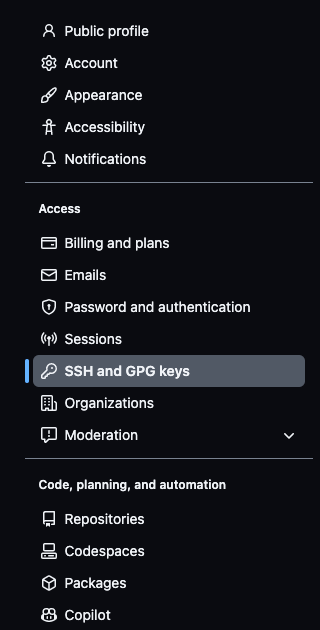 Public profile
Account
Appearance
Accessibility
Notifications
Access
Billing and plans
Emails
Password and authentication
Sessions
SSH and GPG keys
Organizations
Moderation
Code, planning, and automation
Repositories
Codespaces
Packages
Copilot